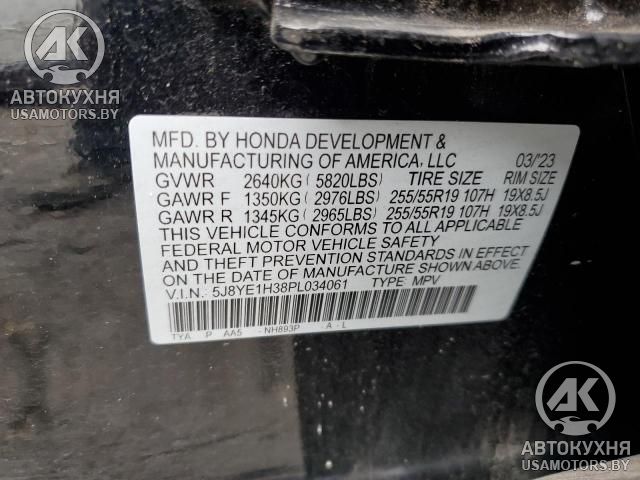 AK
АВТОКУХНЯ
USAMOTORS.BY
MFD. BY HONDA DEVELOPMENT &
MANUFACTURING OF AMERICA, LLC 03/'23
GVWR 2640KG ( 5820LBS) TIRE SIZE RIM SIZE
GAWR F 1350KG ( 2976LBS) 255/55R19 107H 19X8.5J
GAWR R 1345KG ( 2965LBS) 255/55R19 107H 19X8.5J
THIS VEHICLE CONFORMS TO ALL APPLICABLE
FEDERAL MOTOR VEHICLE SAFETY
AND THEFT PREVENTION STANDARDS IN EFFECT
ON THE DATE OF MANUFACTURE SHOWN ABOVE.
V.I.N.: 5J8YE1H38PL034061 TYPE MPV
TYA P AA5 -NH893P -A-L
AK
АВТОКУХНЯ
USAMOTORS.BY